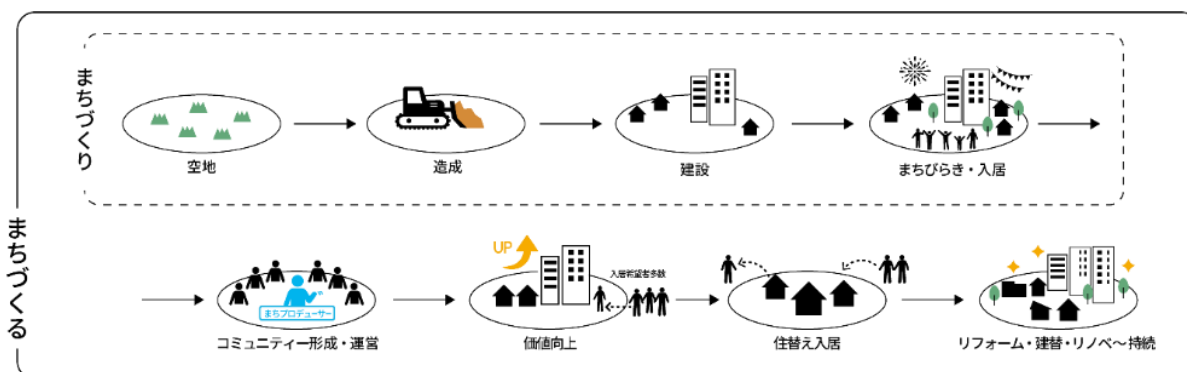 まちづくる
まちづくり
空地
造成
建設
まちびらき・入居
まちプロデューサー
コミュニティー形成・運営
UP
入居希望者多数
価値向上
住替え入居
リフォーム・建替・リノベ〜持続